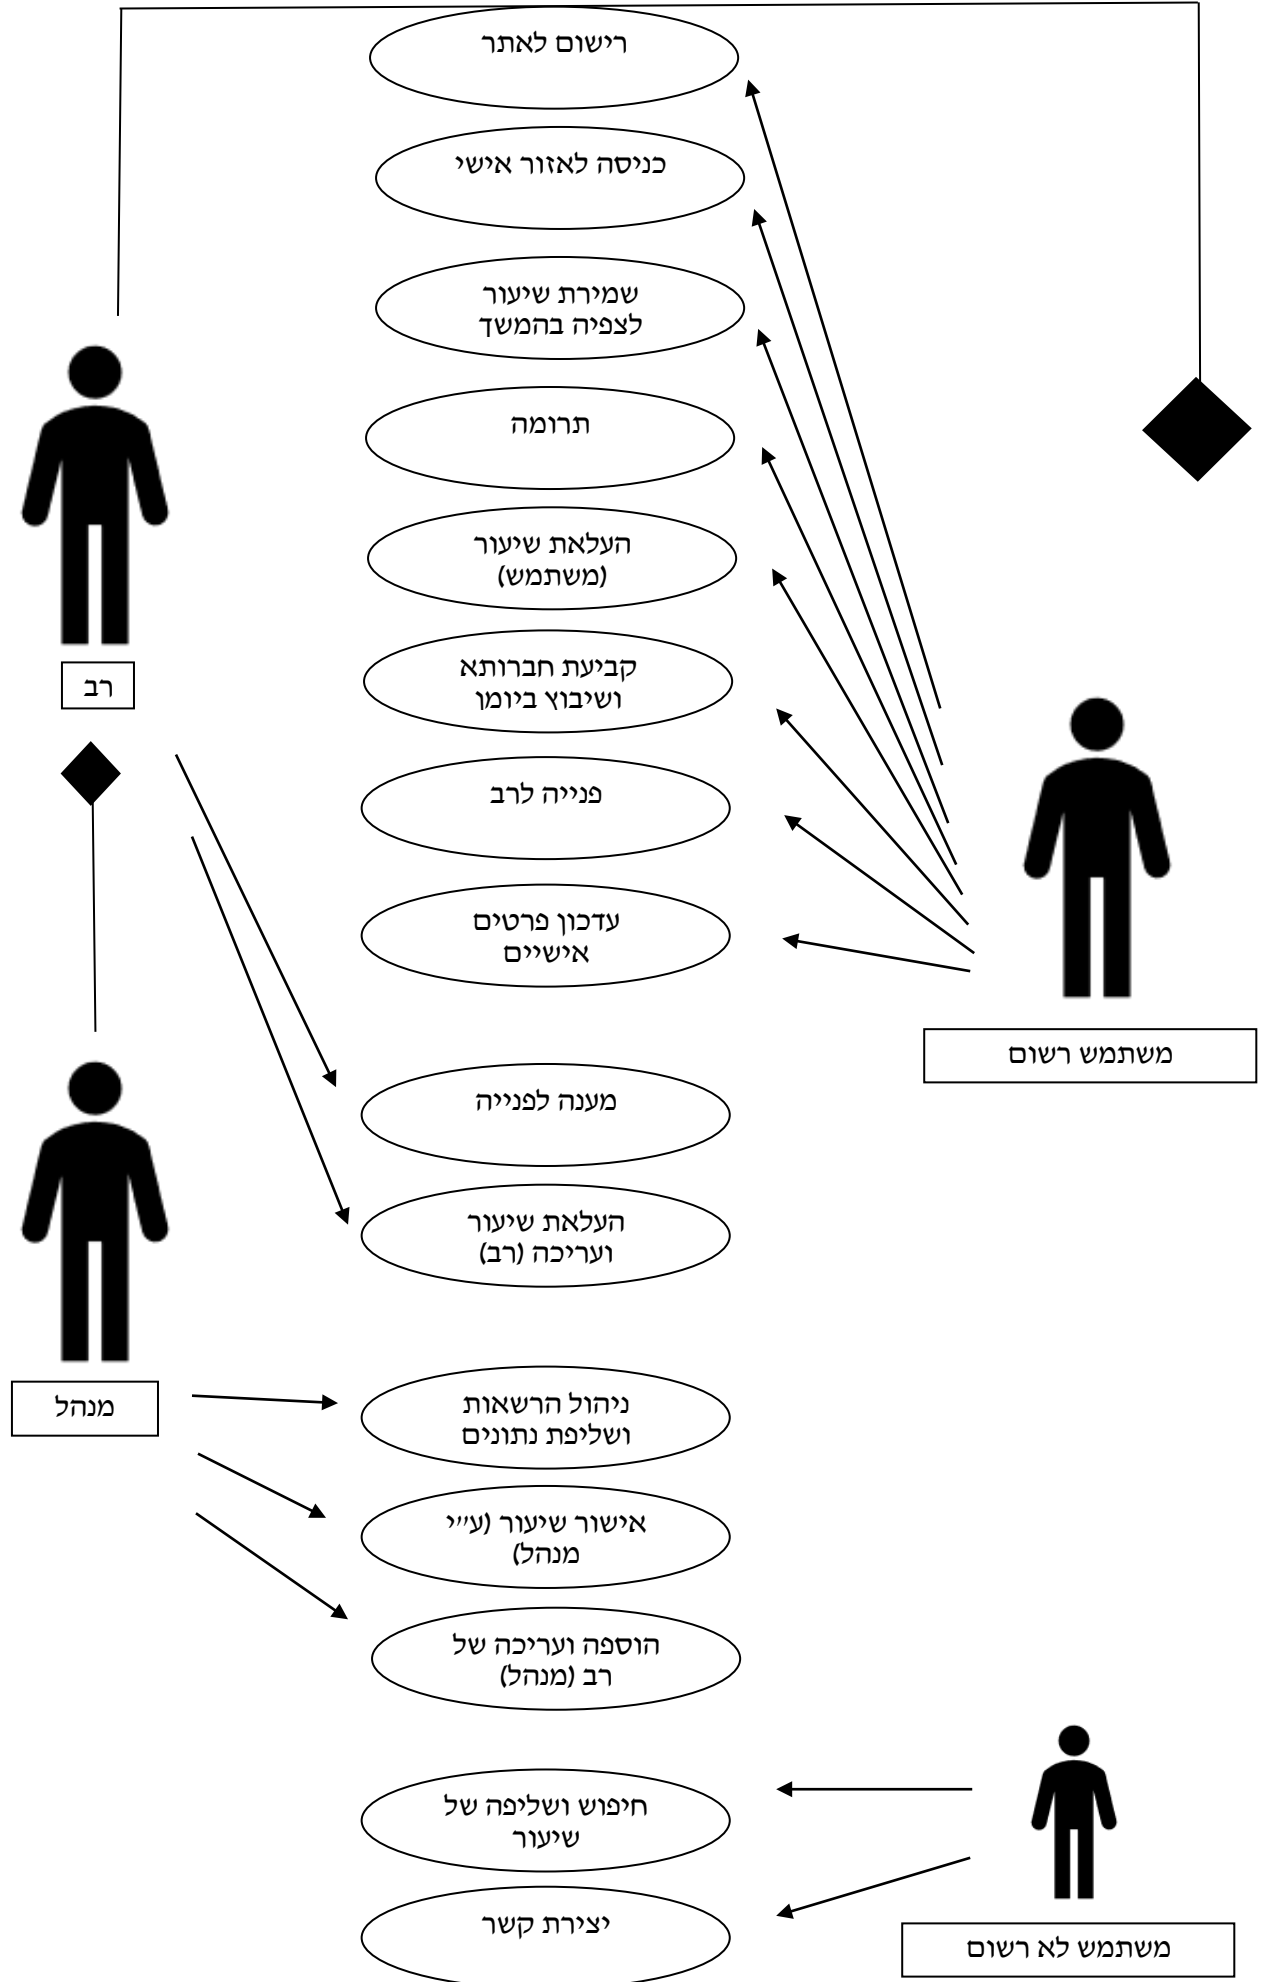 רישום לאתר
כניסה לאזור אישי
שמירת שיעור
לצפיה בהמשך
תרומה
העלאת שיעור
(משתמש)
קביעת חברותא
ושיבוץ ביומן
רב
פנייה לרב
עדכון פרטים
אישיים
משתמש רשום
מענה לפנייה
העלאת שיעור
ועריכה (רב)
ניהול הרשאות
ושליפת נתונים
מנהל
אישור שיעור (ע״י
מנהל)
הוספה ועריכה של
רב (מנהל)
חיפוש ושליפה של
שיעור
יצירת קשר
משתמש לא רשום